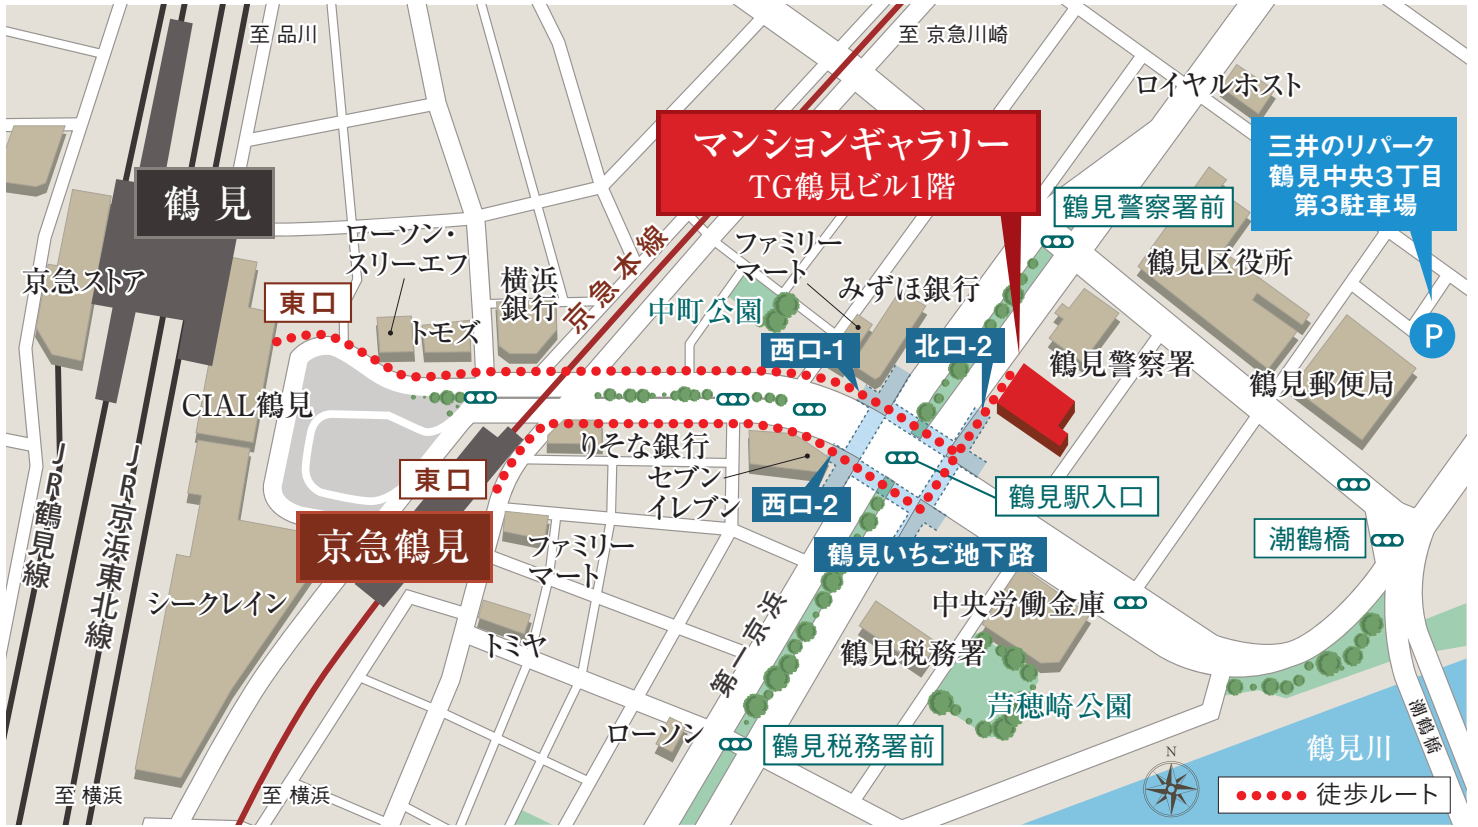 至 品川
至 京急川崎
ロイヤルホスト
マンションギャラリー
TG鶴見ビル1階
三井のリパーク
鶴見中央3丁目
第3駐車場
P
鶴見
鶴見警察署前
ローソン・
スリーエフ
京急本線
ファミリー
マート
鶴見区役所
京急ストア
横浜
銀行
みずほ銀行
中町公園
東口
トモズ
西口-1
北口-2
鶴見警察署
鶴見郵便局
CIAL鶴見
りそな銀行
東口
セブン
イレブン
西口-2
鶴見駅入口
JR鶴見線
JR京浜東北線
京急鶴見
ファミリー
マート
鶴見いちご地下路
潮鶴橋
シークレイン
中央労働金庫
トミヤ
第一京浜
鶴見税務署
芦穂崎公園
ローソン
鶴見税務署前
潮鶴橋
鶴見川
N
至 横浜
至 横浜
徒歩ルート